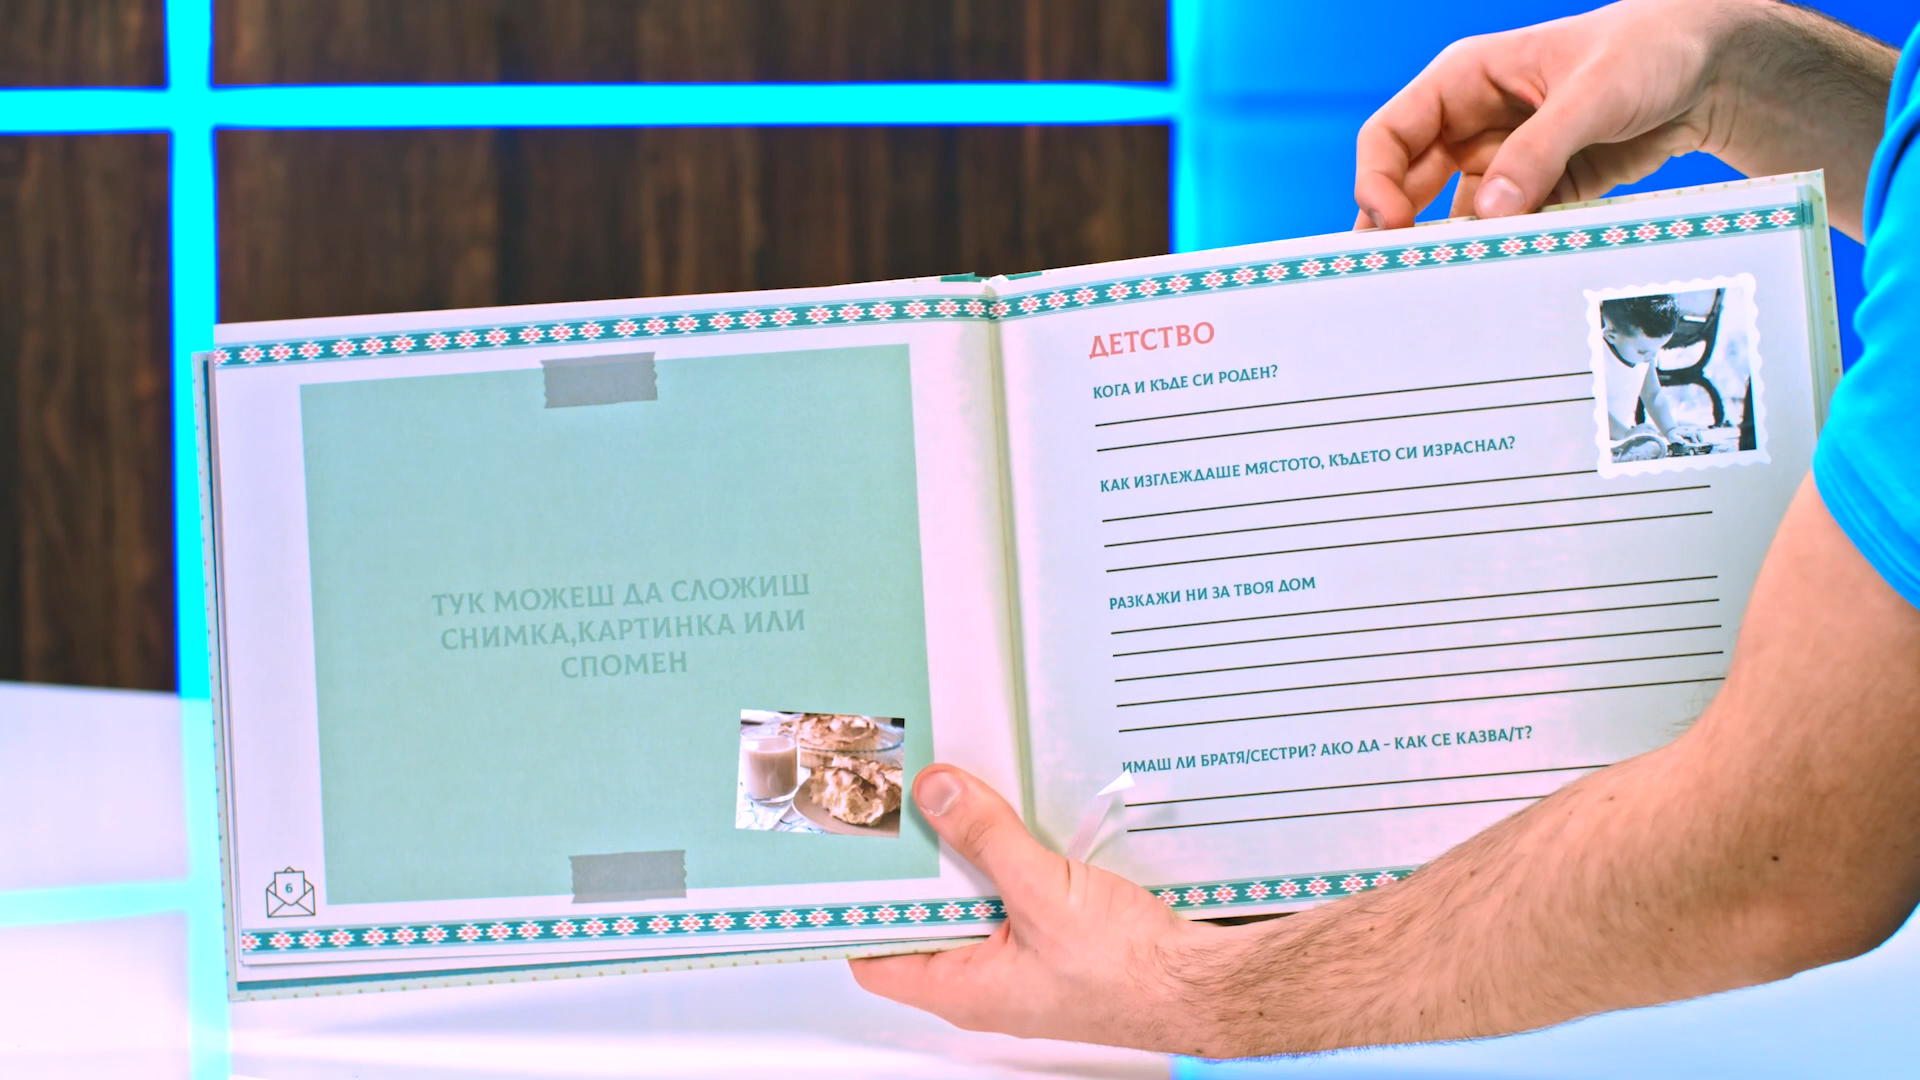 ТУК МОЖЕШ ДА СЛОЖИШ
СНИМКА,КАРТИНКА ИЛИ
СПОМЕН
6
ДЕТСТВО
КОГА И КЪДЕ СИ РОДЕН?
КАК ИЗГЛЕЖДАШЕ МЯСТОТО, КЪДЕТО СИ ИЗРАСНАЛ?
РАЗКАЖИ НИ ЗА ТВОЯ ДОМ
ИМАШ ЛИ БРАТЯ/СЕСТРИ? АКО ДА - КАК СЕ КАЗВА/Т?